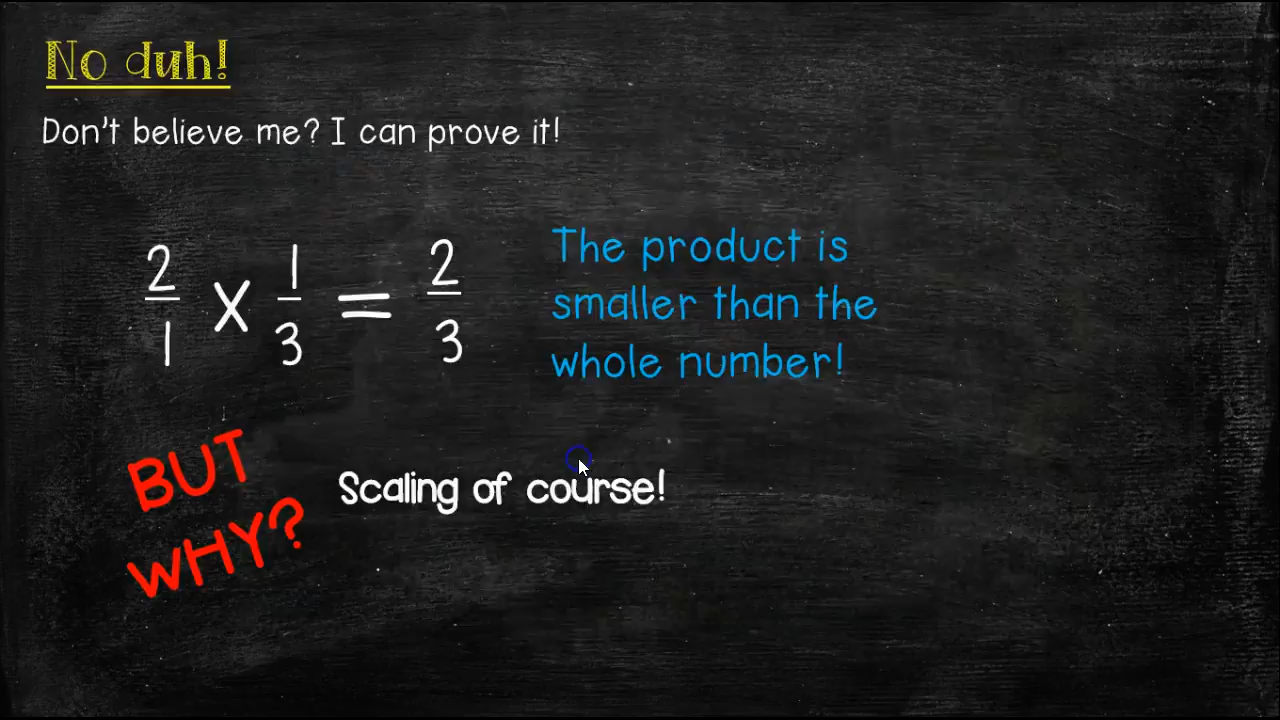 No duh!
Don't believe me? I can prove it!
2/1 X 1/3 = 2/3
The product is
smaller than the
whole number!
BUT
WHY?
Scaling of course!